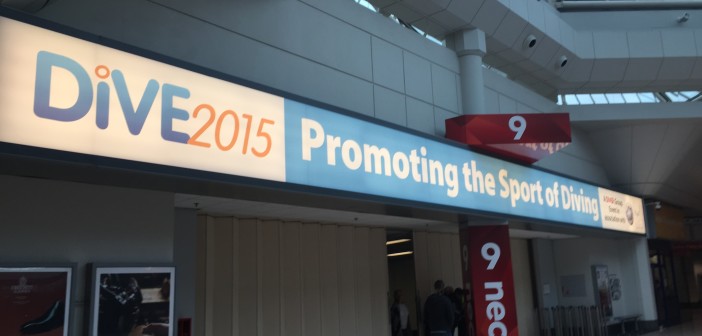 DiVE2015
Promoting the Sport of Diving
9
9
nec